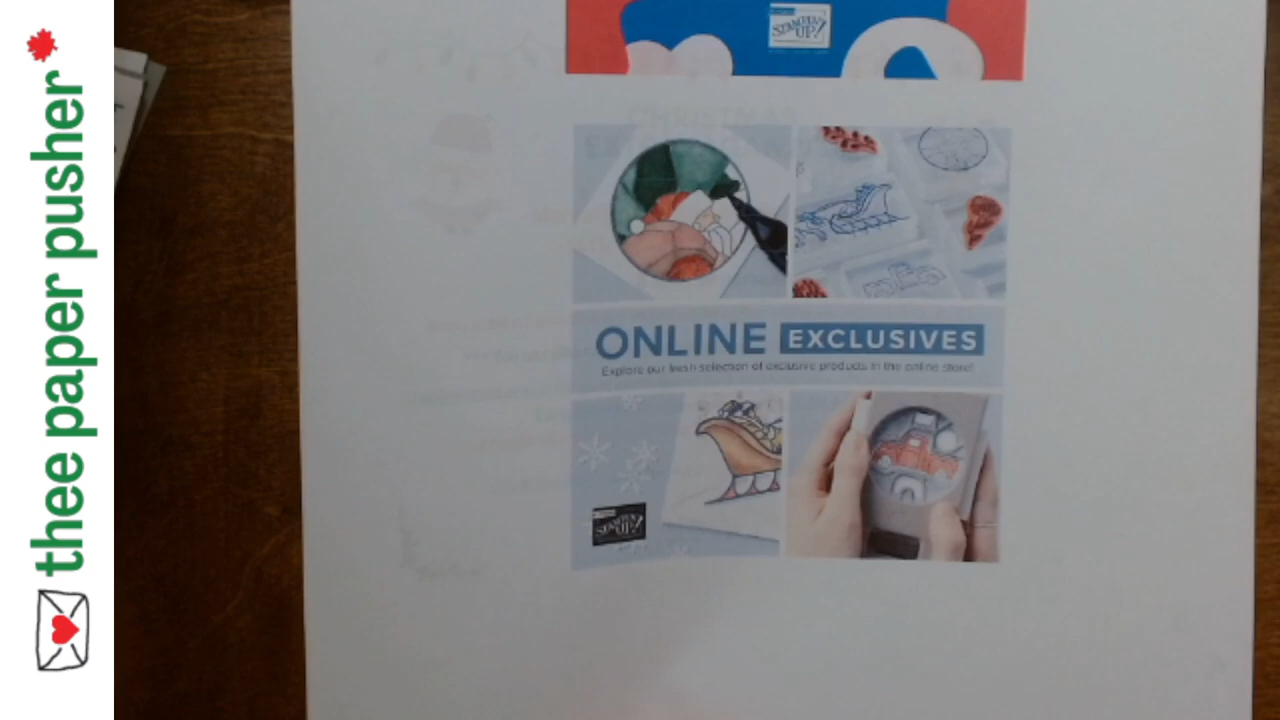 thee paper pusher
STAMPIN'
UP!
ONLINE EXCLUSIVES
Explore our fresh selection of exclusive products in the online store!
STAMPIN'
UP!